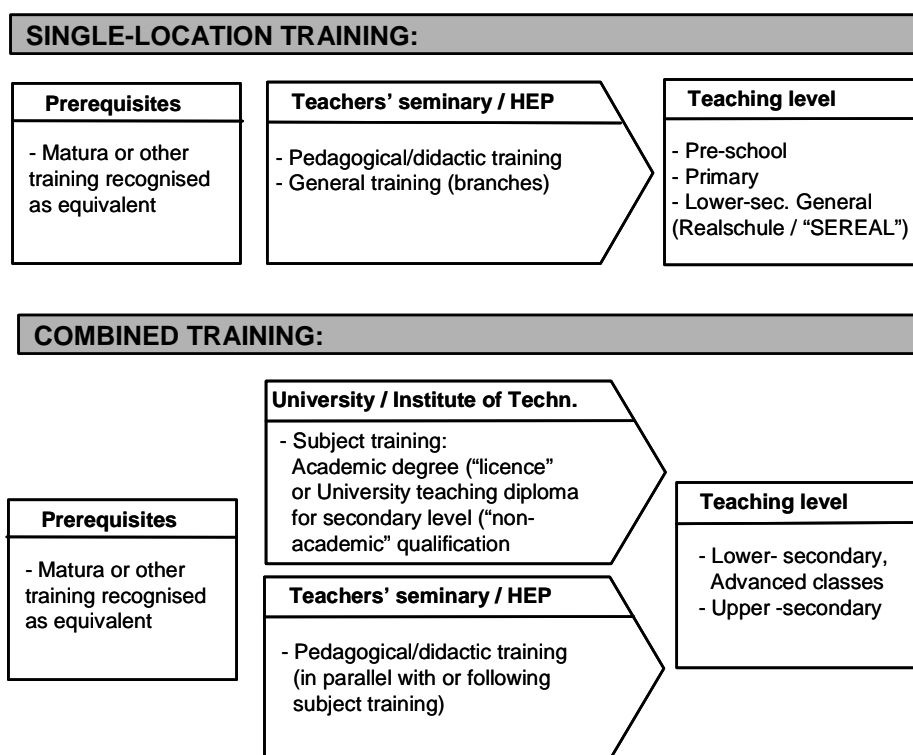 SINGLE-LOCATION TRAINING:
Prerequisites
- Matura or other
training recognised
as equivalent
Teachers' seminary / HEP
- Pedagogical/didactic training
- General training (branches)
Teaching level
- Pre-school
- Primary
- Lower-sec. General
(Realschule / “SEREAL”)
COMBINED TRAINING:
Prerequisites
- Matura or other
training recognised
as equivalent
University / Institute of Techn.
- Subject training:
Academic degree (“licence”
or University teaching diploma
for secondary level (“non-
academic” qualification
Teachers' seminary / HEP
- Pedagogical/didactic training
(in parallel with or following
subject training)
Teaching level
- Lower- secondary,
Advanced classes
- Upper -secondary